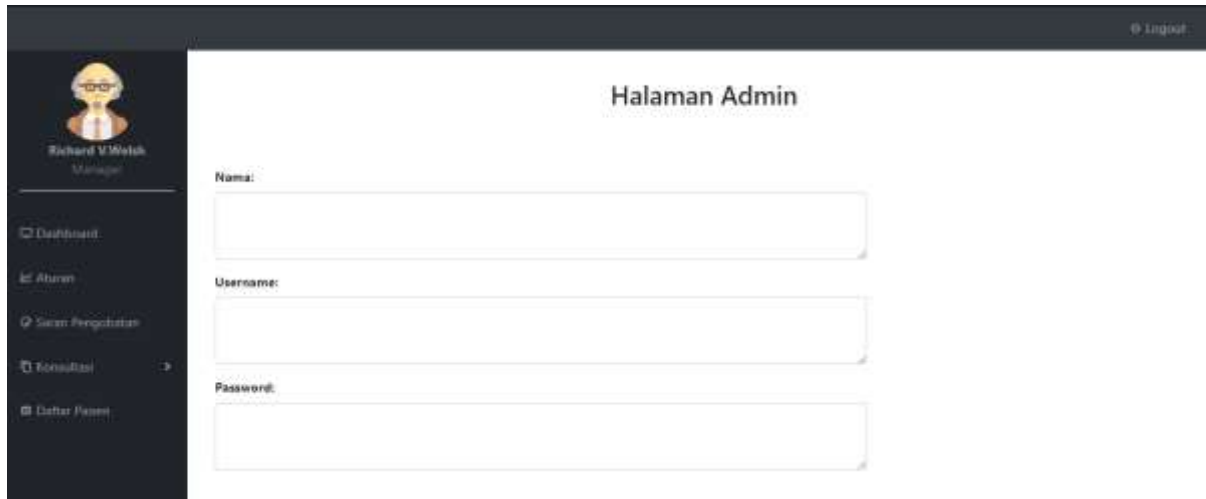 Logout
Halaman Admin
Richard V.Welsh
Manager
Nama:
Dashboard
Aturan
Username:
Saran Pengobatan
Konsultasi
Password:
Daftar Pasien